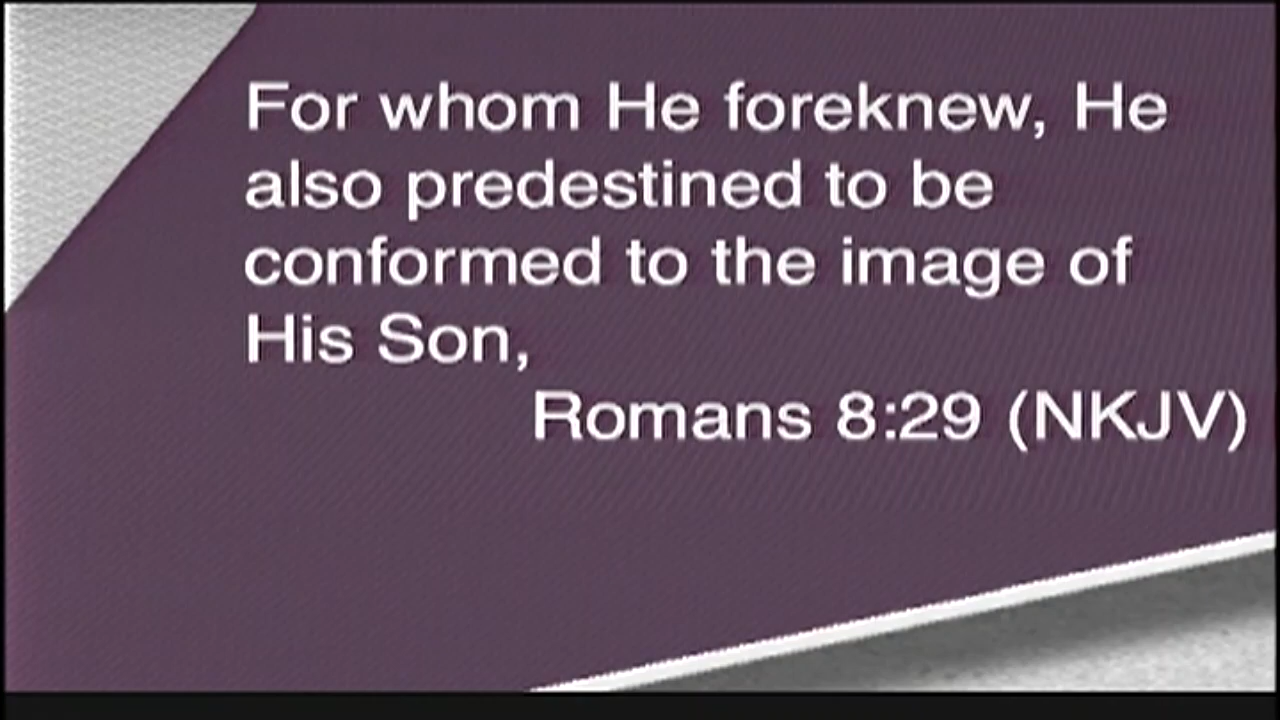 For whom He foreknew, He
also predestined to be
conformed to the image of
His Son,
Romans 8:29 (NKJV)